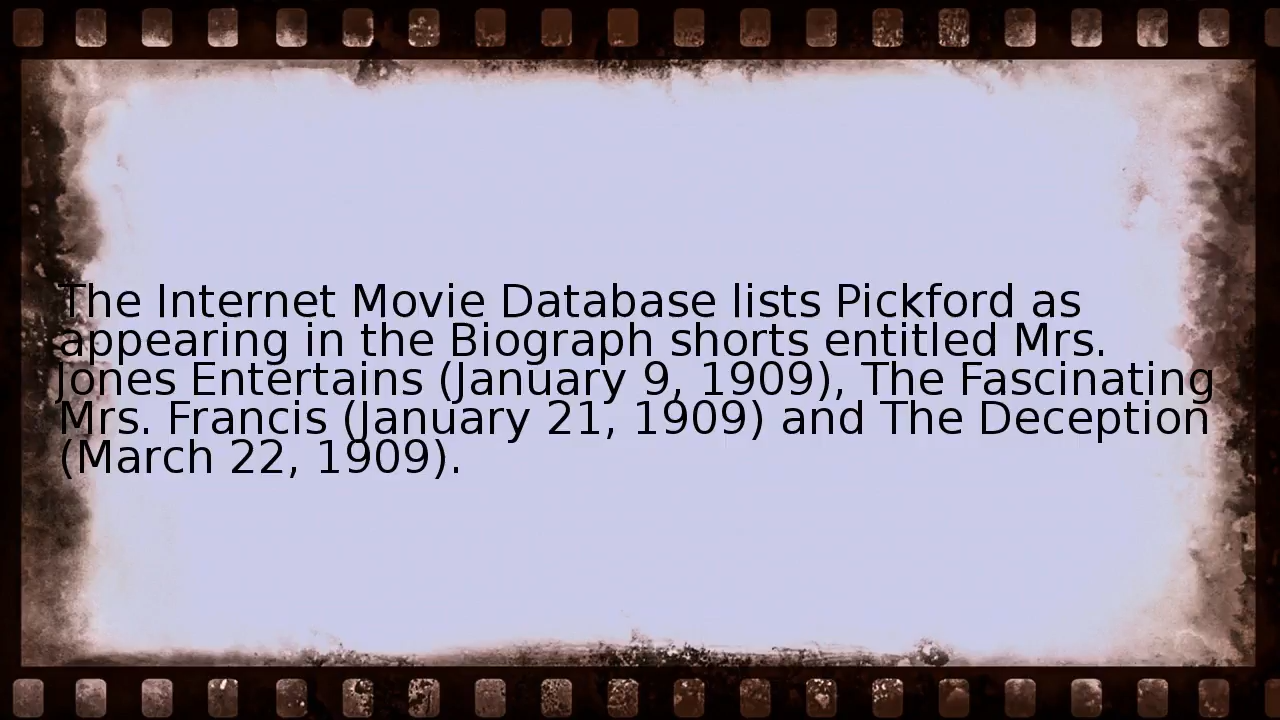 The Internet Movie Database lists Pickford as
appearing in the Biograph shorts entitled Mrs.
Jones Entertains (January 9, 1909), The Fascinating
Mrs. Francis (January 21, 1909) and The Deception
(March 22, 1909).